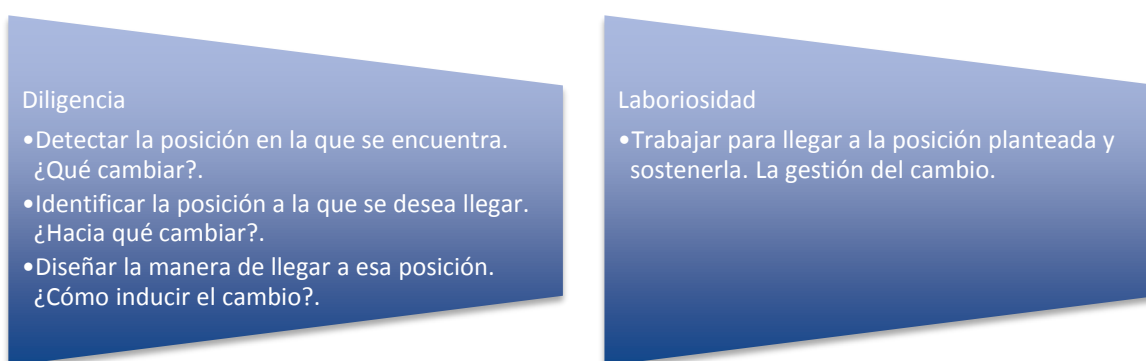 Diligencia
•Detectar la posición en la que se encuentra.
¿Qué cambiar?.
•Identificar la posición a la que se desea llegar.
¿Hacia qué cambiar?.
•Diseñar la manera de llegar a esa posición.
¿Cómo inducir el cambio?.
Laboriosidad
•Trabajar para llegar a la posición planteada y
sostenerla. La gestión del cambio.